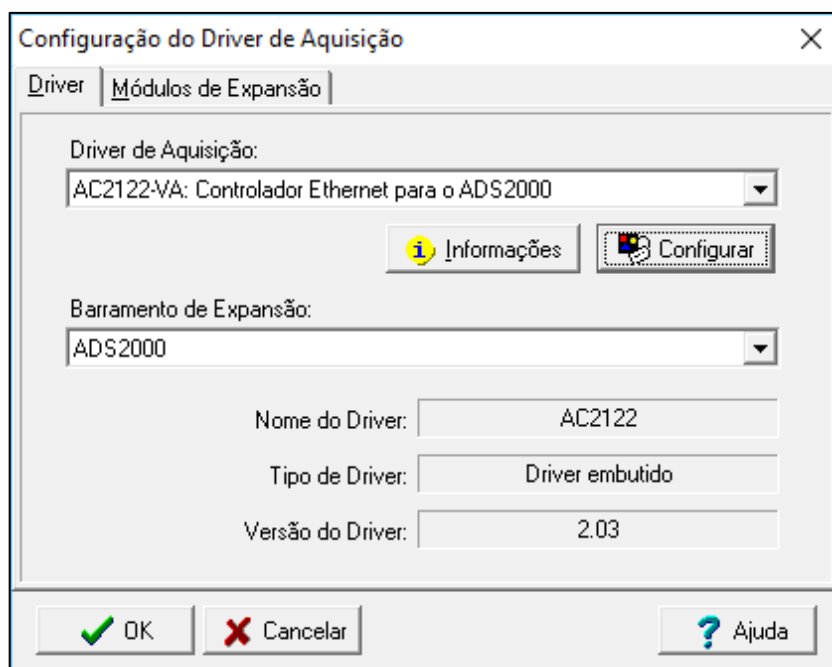 Configuração do Driver de Aquisição
Driver Módulos de Expansão
Driver de Aquisição:
AC2122-VA: Controlador Ethernet para o ADS2000
Informações Configurar
Barramento de Expansão:
ADS2000
Nome do Driver: AC2122
Tipo de Driver: Driver embutido
Versão do Driver: 2.03
OK Cancelar Ajuda